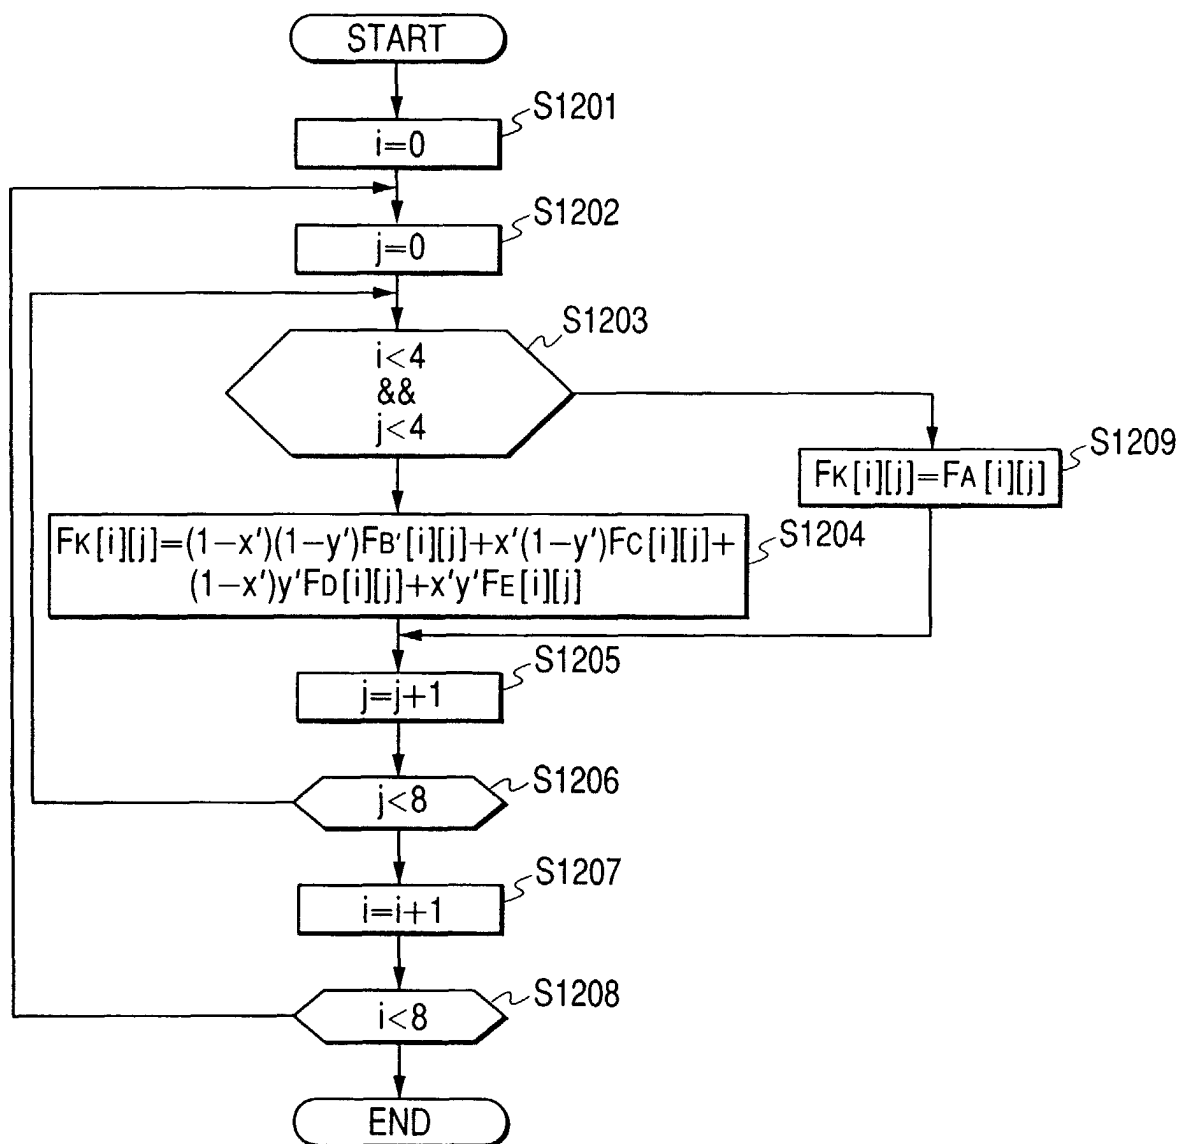 START
S1201
i=0
S1202
j=0
S1203
i<4
&&
j<4
S1209
FK[i][j]=FA[i][j]
S1204
FK[i][j]=(1-x′)(1-y′)FB′[i][j]+x′(1-y′)FC[i][j]+
(1-x′)y′FD[i][j]+x′y′FE[i][j]
S1205
j=j+1
S1206
j<8
S1207
i=i+1
S1208
i<8
END